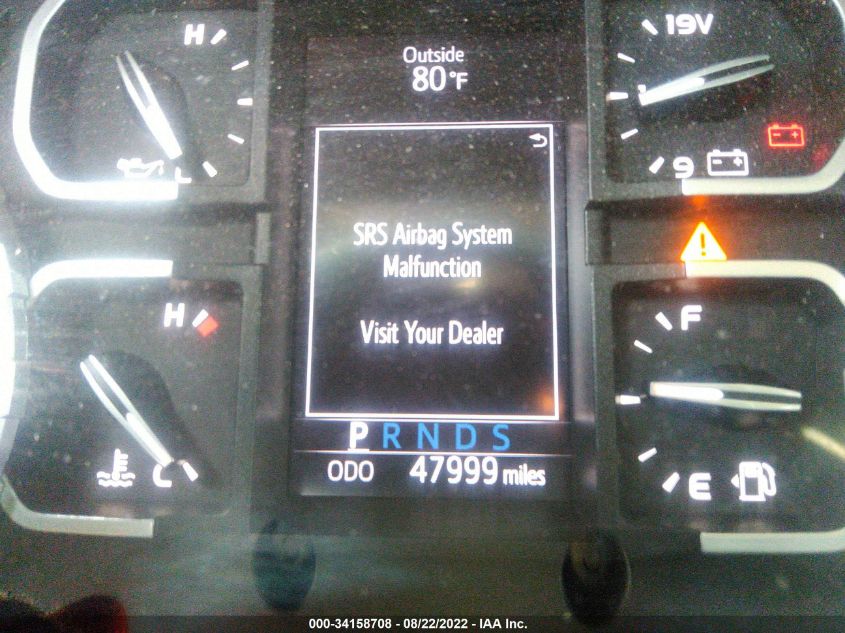 H
L
Outside
80°F
19V
9
SRS Airbag System
Malfunction
Visit Your Dealer
H
C
F
E
P R N D S
ODO 47999 miles
000-34158708 - 08/22/2022 - IAA Inc.